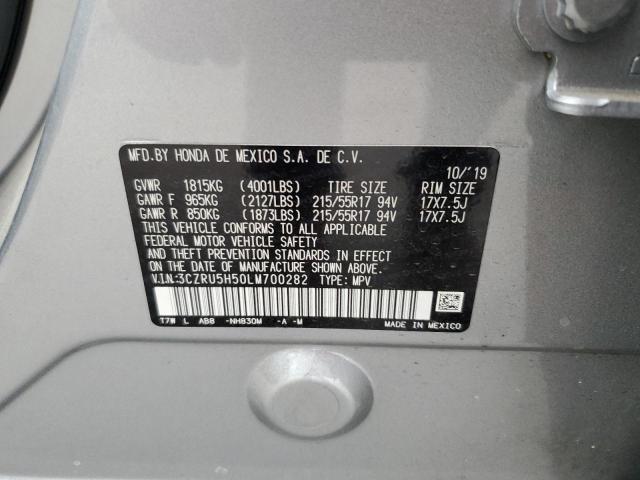 MFD.BY HONDA DE MEXICO S.A. DE C.V.
10/'19
GVWR 1815KG (4001LBS) TIRE SIZE RIM SIZE
GAWR F 965KG (2127LBS) 215/55R17 94V 17X7.5J
GAWR R 850KG (1873LBS) 215/55R17 94V 17X7.5J
THIS VEHICLE CONFORMS TO ALL APPLICABLE
FEDERAL MOTOR VEHICLE SAFETY
AND THEFT PREVENTION STANDARDS IN EFFECT ON THE
DATE OF MANUFACTURE SHOWN ABOVE.
V.I.N:3CZRU5H50LM700282 TYPE: MPV
T7W L ABB -NH830M -A -M
MADE IN MEXICO